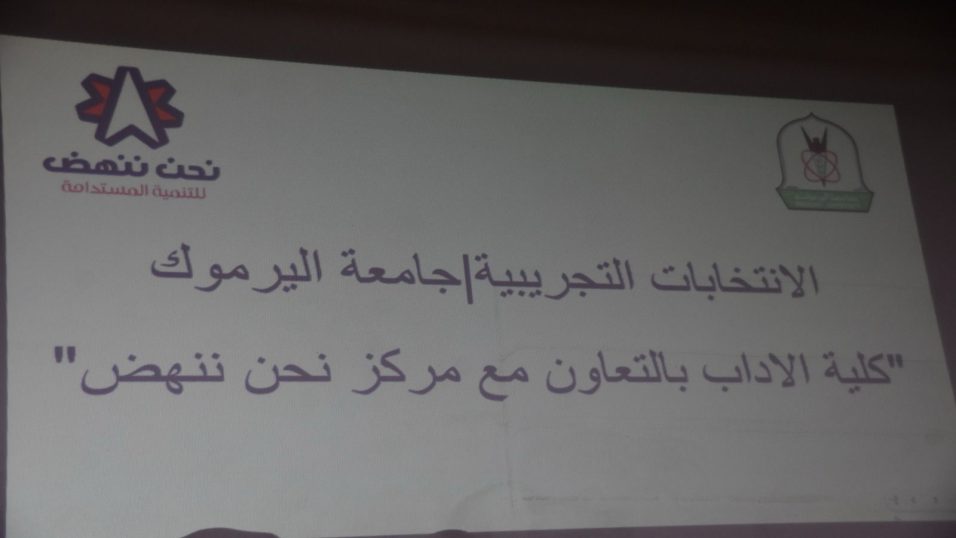 نحن ننهض
للتنمية المستدامة
الانتخابات التجريبية|جامعة اليرموك
"كلية الاداب بالتعاون مع مركز نحن ننهض"